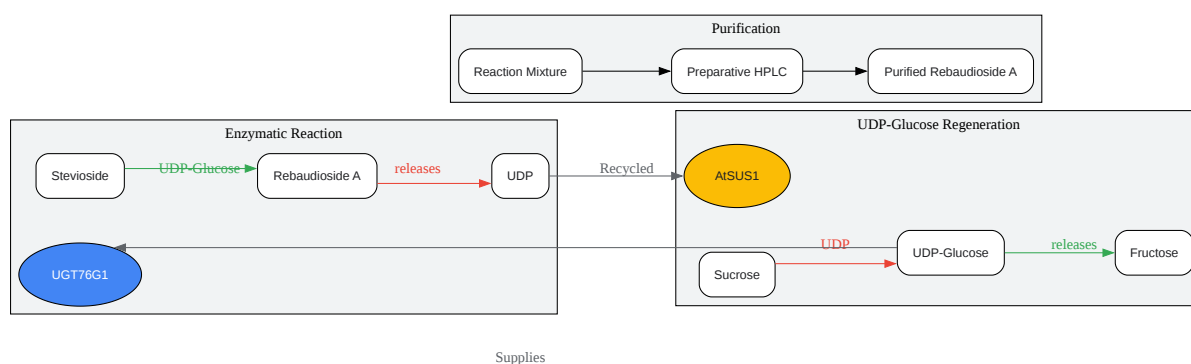 Purification
Reaction Mixture
Preparative HPLC
Purified Rebaudioside A
Enzymatic Reaction
UDP-Glucose Regeneration
Stevioside
UDP-Glucose
Rebaudioside A
releases
UDP
Recycled
AtSUS1
UGT76G1
Sucrose
UDP
UDP-Glucose
releases
Fructose
Supplies